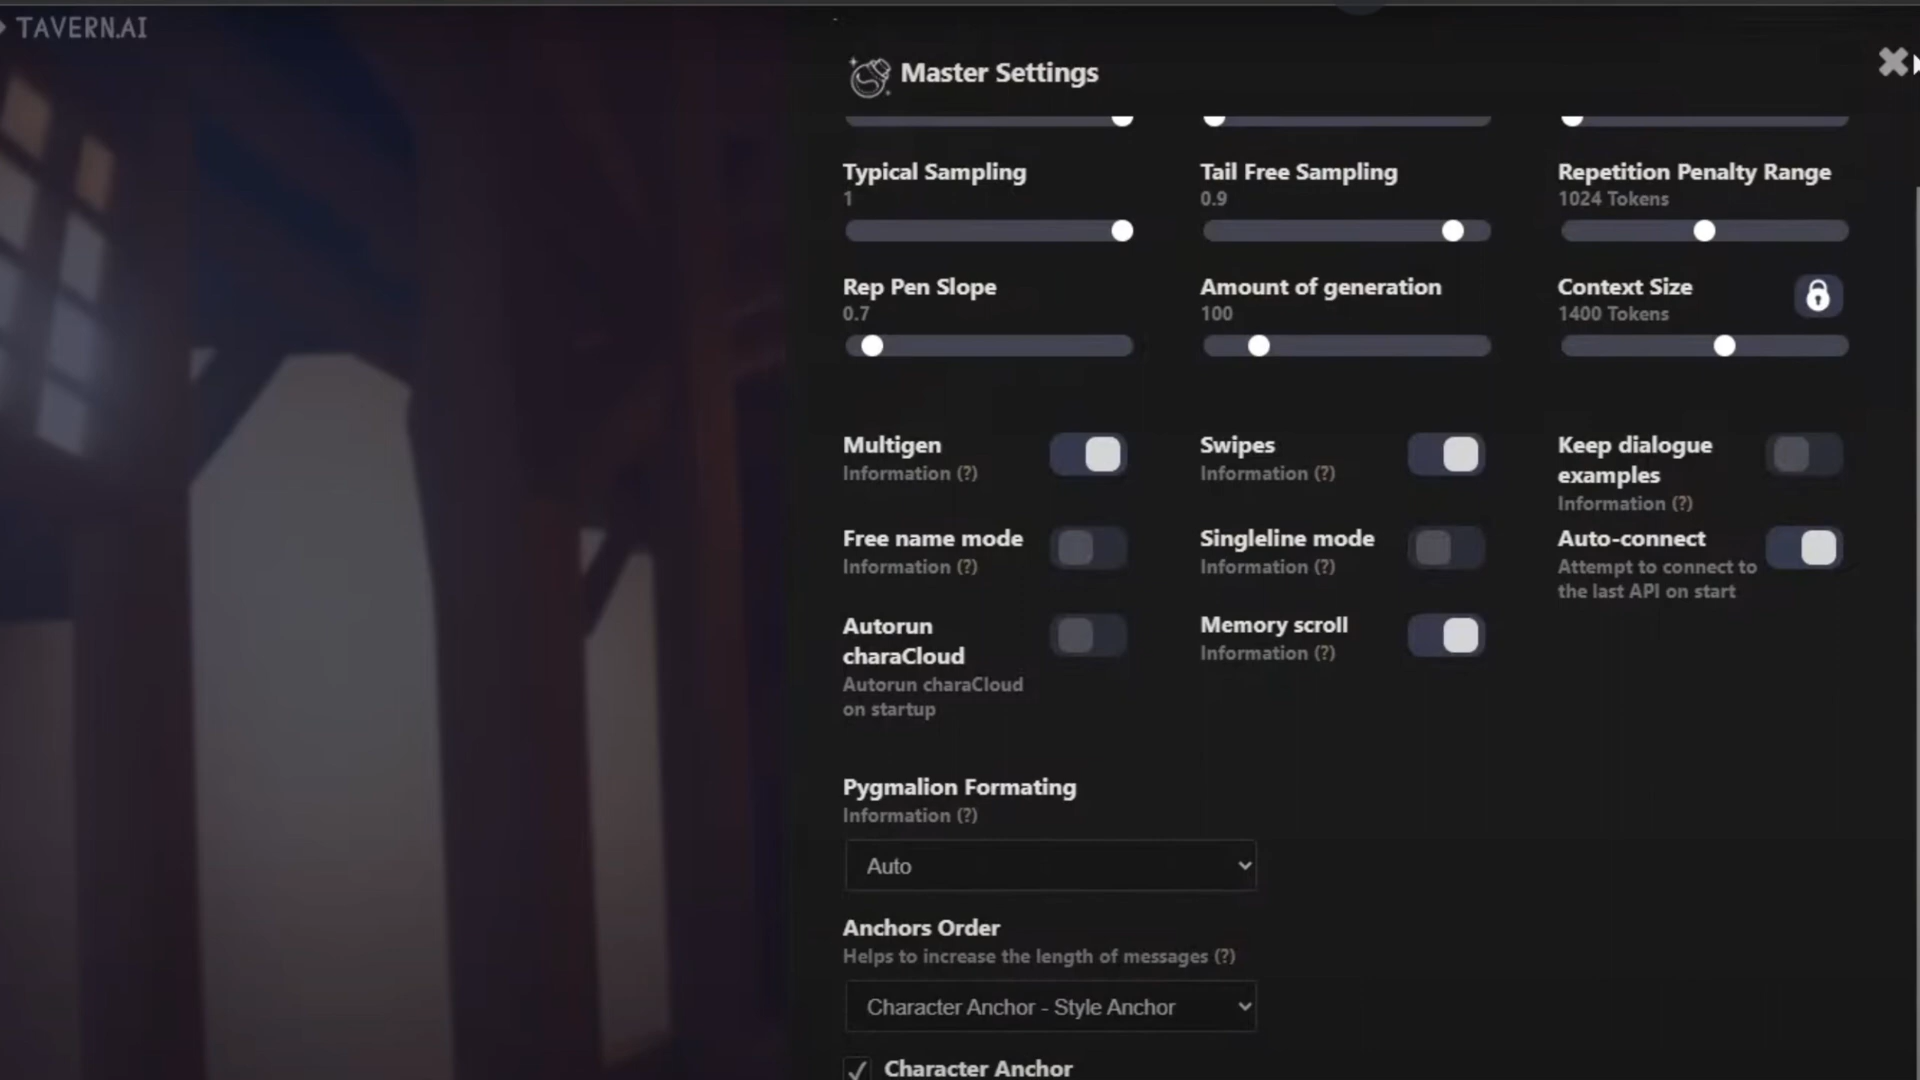 TAVERN.AI
Master Settings
Typical Sampling
1
Tail Free Sampling
0.9
Repetition Penalty Range
1024 Tokens
Rep Pen Slope
0.7
Amount of generation
100
Context Size
1400 Tokens
Multigen
Information (?)
Swipes
Information (?)
Keep dialogue
examples
Information (?)
Free name mode
Information (?)
Singleline mode
Information (?)
Auto-connect
Attempt to connect to
the last API on start
Autorun
charaCloud
Autorun charaCloud
on startup
Memory scroll
Information (?)
Pygmalion Formating
Information (?)
Auto
Anchors Order
Helps to increase the length of messages (?)
Character Anchor - Style Anchor
Character Anchor